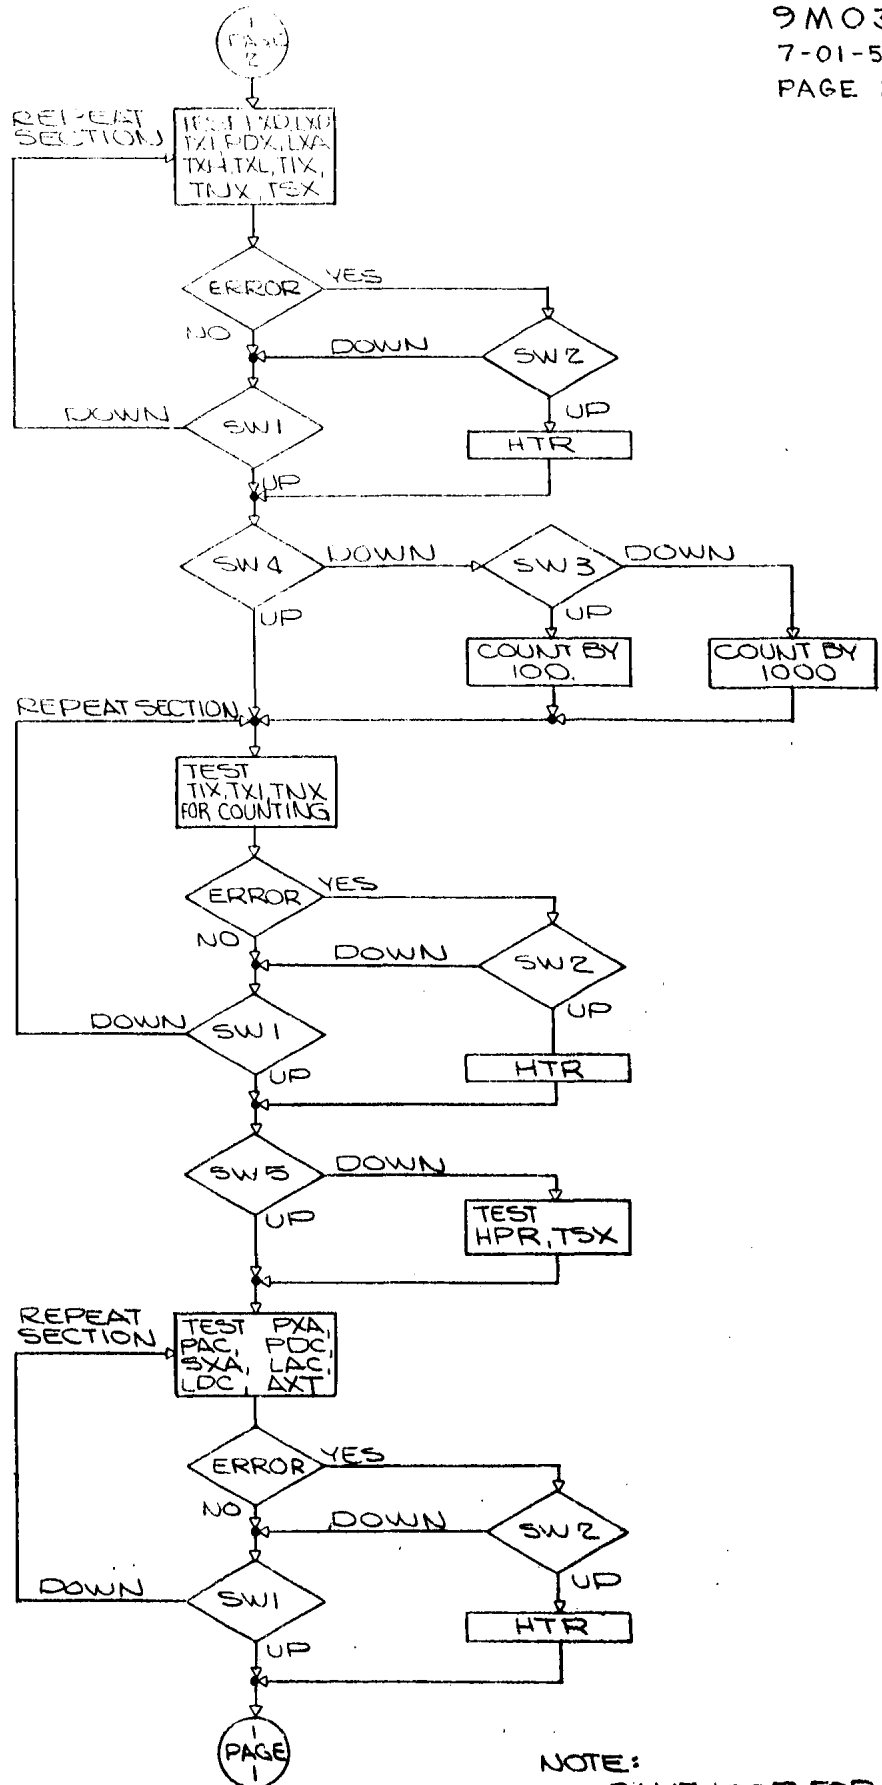 9M03
7-01-5
PAGE
1
PAGE
2
REPEAT
SECTION
TXI, PDX, LXA
TXH, TXL, TIX,
TNX, TSX
ERROR
YES
NO
DOWN
SW2
UP
DOWN
SW1
HTR
UP
SW4
DOWN
SW3
DOWN
UP
UP
COUNT BY
100.
COUNT BY
1000
REPEAT SECTION
TEST
TIX, TXI, TNX
FOR COUNTING
ERROR
YES
NO
DOWN
SW2
UP
DOWN
SW1
HTR
UP
SW5
DOWN
UP
TEST
HPR, TSX
REPEAT
SECTION
TEST PXA,
PAC, PDC,
SXA, LAC,
LDC, AXT
ERROR
YES
NO
DOWN
SW2
UP
DOWN
SW1
HTR
UP
1
PAGE
NOTE: